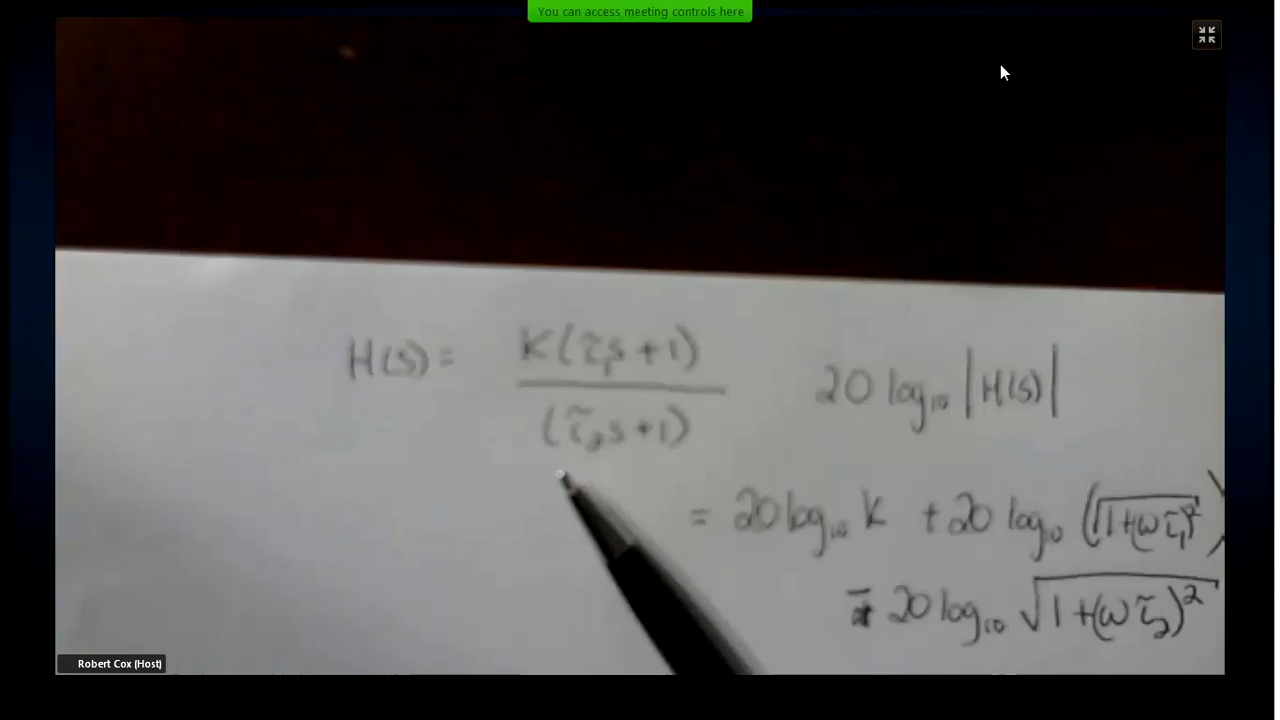 You can access meeting controls here
H(s) = K(τ₁s+1)
(τ₂s+1)
20 log₁₀ |H(s)|
= 20 log₁₀ K + 20 log₁₀ (√1+(ωτ₁)²)
- 20 log₁₀ √1+(ωτ₂)²
Robert Cox (Host)